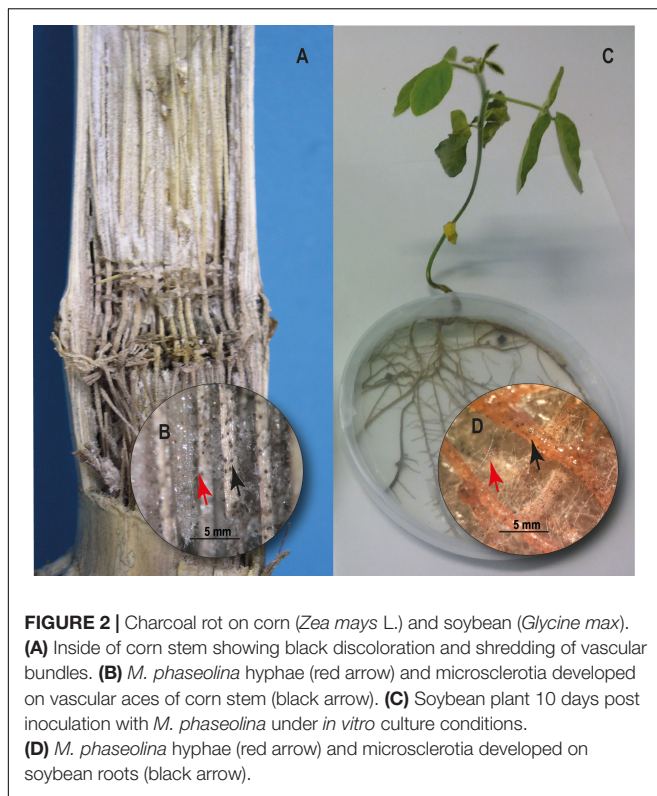 A
C
B
5 mm
D
5 mm
FIGURE 2 | Charcoal rot on corn (Zea mays L.) and soybean (Glycine max).
(A) Inside of corn stem showing black discoloration and shredding of vascular
bundles. (B) M. phaseolina hyphae (red arrow) and microsclerotia developed
on vascular aces of corn stem (black arrow). (C) Soybean plant 10 days post
inoculation with M. phaseolina under in vitro culture conditions.
(D) M. phaseolina hyphae (red arrow) and microsclerotia developed on
soybean roots (black arrow).